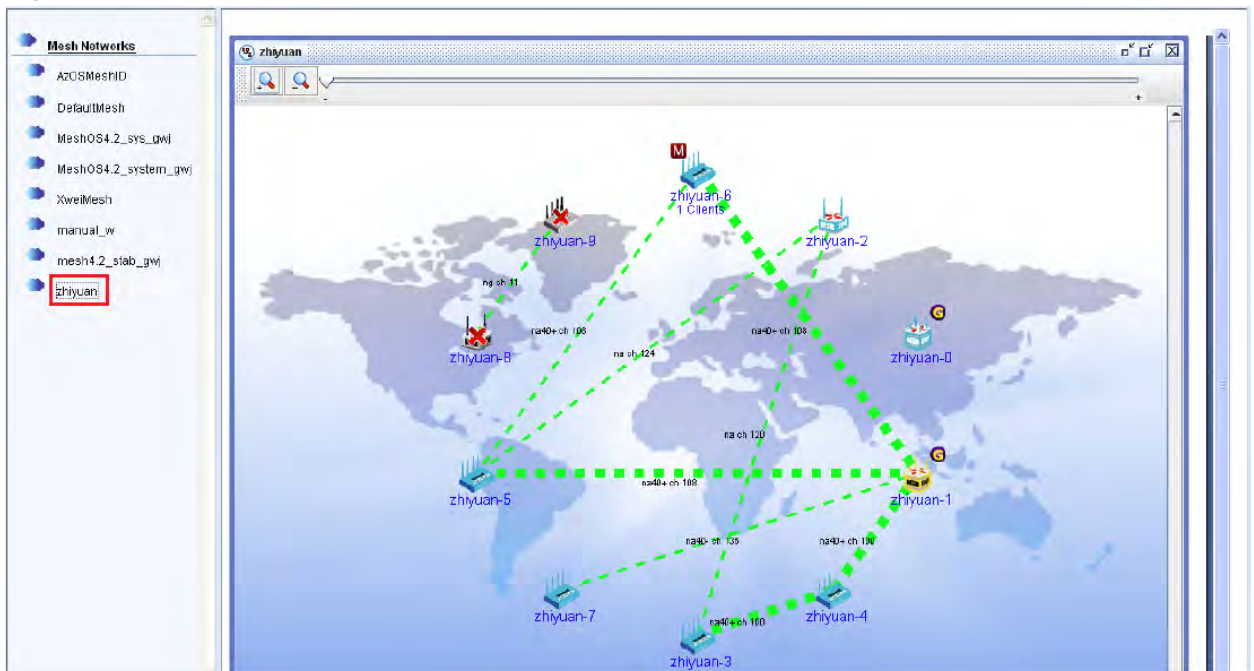 Mesh Networks
AzOSMeshID
DefaultMesh
MeshOS4.2_sys_gwj
MeshOS4.2_system_gwj
XweiMesh
manual_w
mesh4.2_stab_gwj
zhiyuan
zhiyuan
-
+
M
zhiyuan-6
1 Clients
zhiyuan-9
zhiyuan-2
ng ch 11
G
zhiyuan-8
na40+ ch 108
na ch 124
na40+ ch 108
zhiyuan-0
na ch 120
G
zhiyuan-5
na40+ ch 108
zhiyuan-1
na40- ch 135
zhiyuan-7
na40+ ch 100
zhiyuan-4
zhiyuan-3